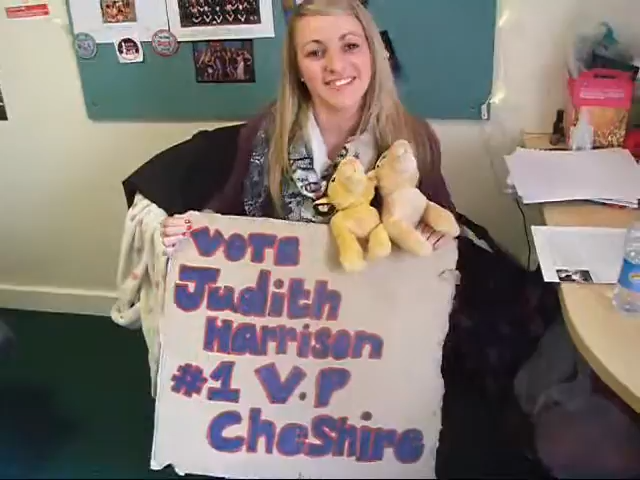 VOTE
Judith
Harrison
#1 V.P
CheShire